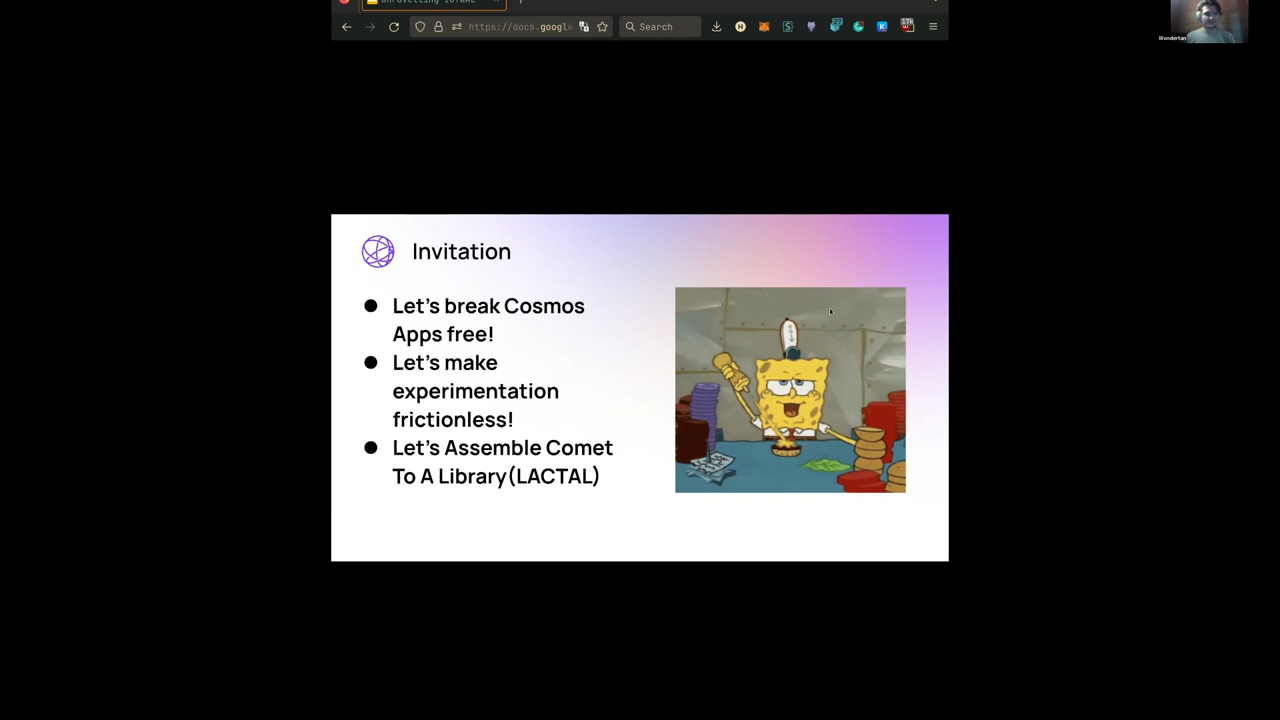 https://docs.google
Search
Wondertan
Invitation
Let's break Cosmos
Apps free!
Let's make
experimentation
frictionless!
Let's Assemble Comet
To A Library(LACTAL)